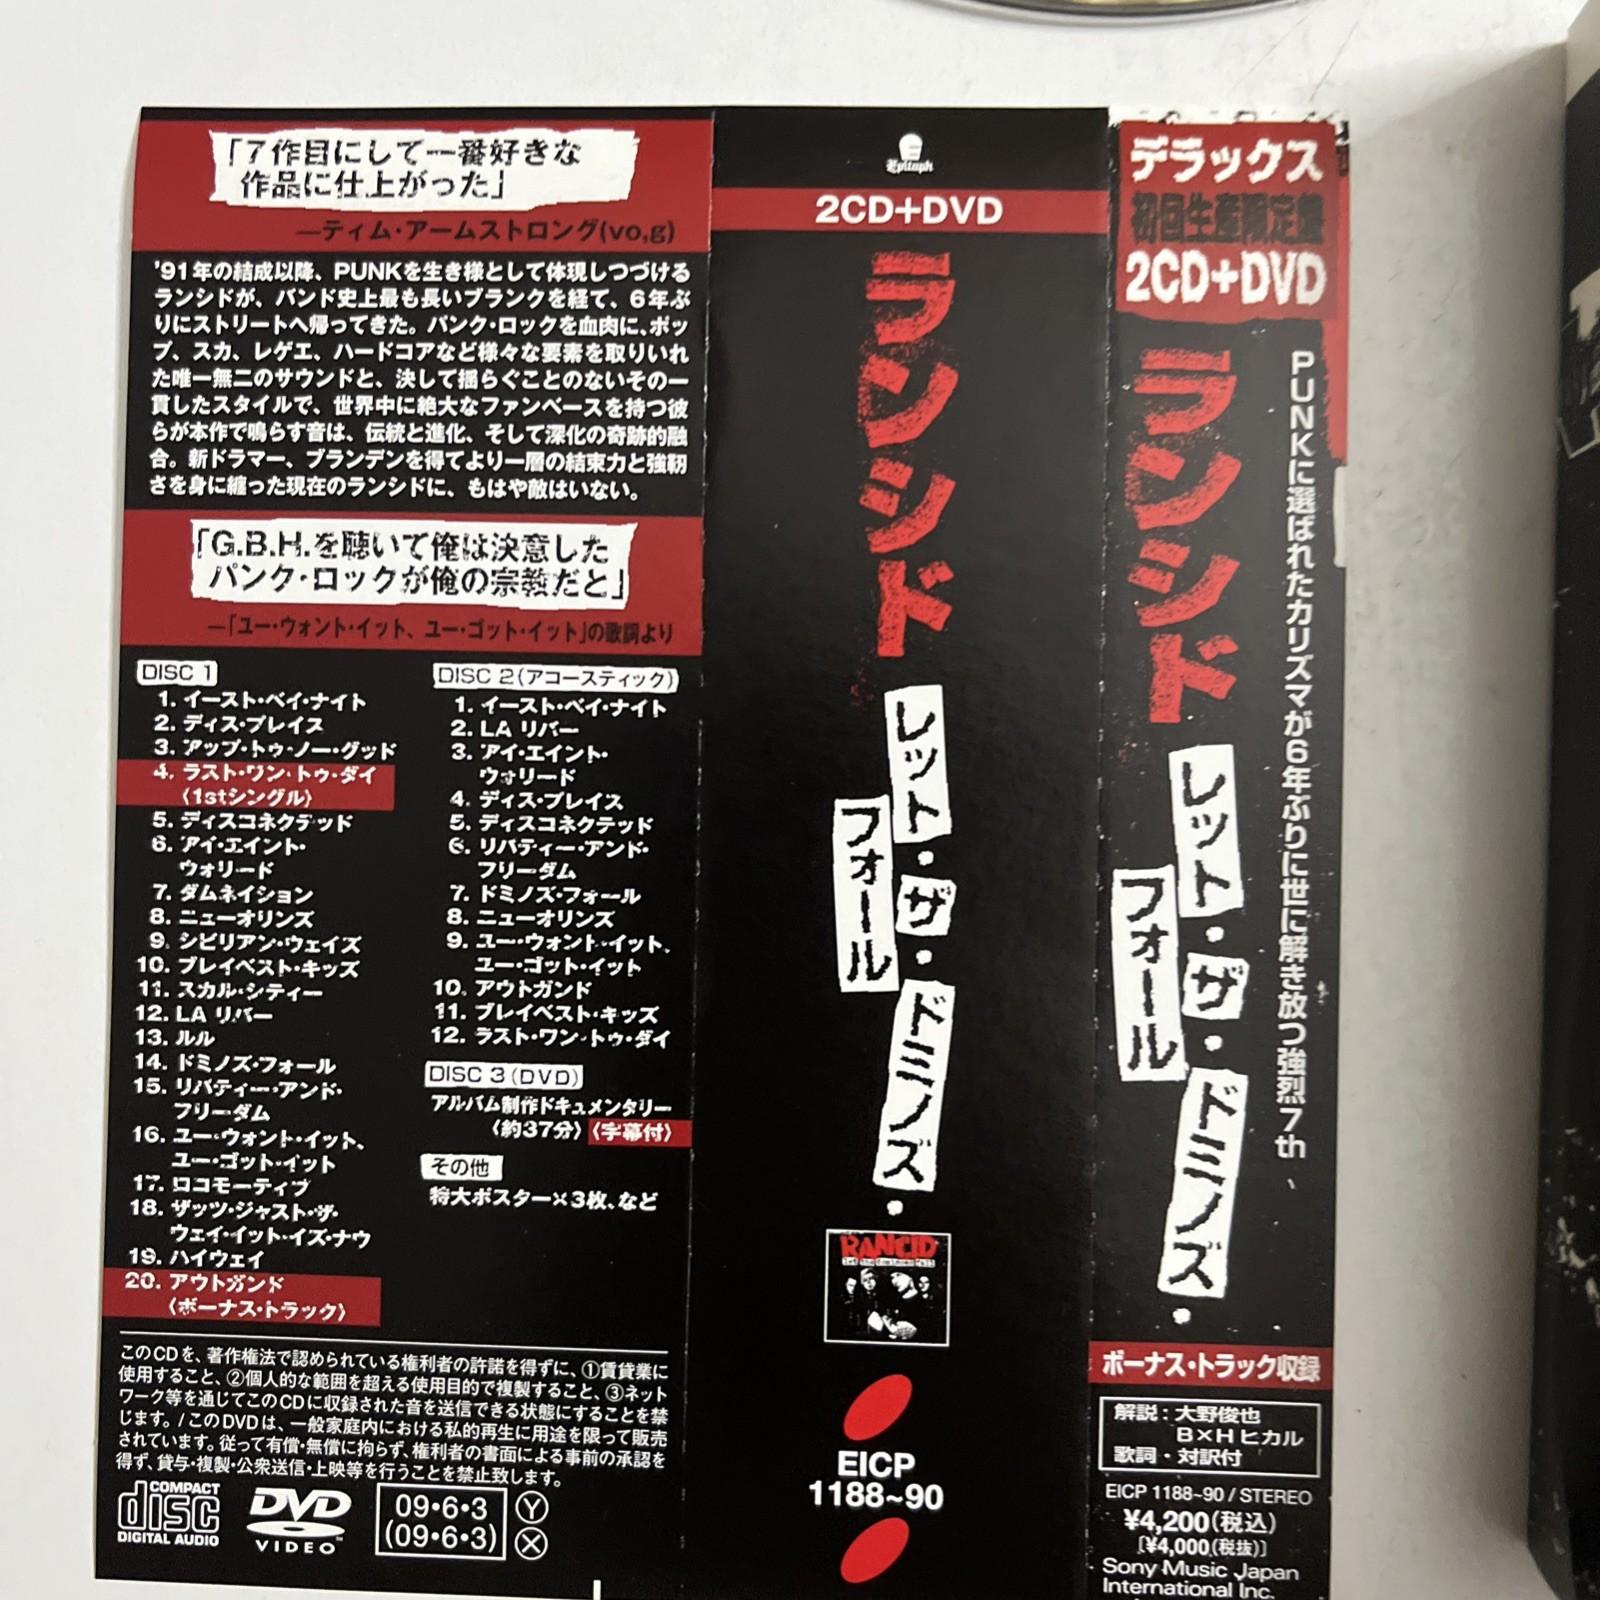 「7作目にして一番好きな
作品に仕上がった」
—ティム・アームストロング(vo,g)
'91年の結成以降、PUNKを生き様として体現しつづける
ランシドが、バンド史上最も長いブランクを経て、6年ぶ
りにストリートへ帰ってきた。パンク・ロックを血肉に、ポッ
プ、スカ、レゲエ、ハードコアなど様々な要素を取りいれ
た唯一無二のサウンドと、決して揺らぐことのないその一
貫したスタイルで、世界中に絶大なファンベースを持つ彼
らが本作で鳴らす音は、伝統と進化、そして深化の奇跡的融
合。新ドラマー、ブランデンを得てより一層の結束力と強靭
さを身に纏った現在のランシドに、もはや敵はいない。
「G.B.H.を聴いて俺は決意した
パンク・ロックが俺の宗教だと」
—「ユー・ウォント・イット、ユー・ゴット・イット」の歌詞より
DISC 1
1. イースト・ベイ・ナイト
2. ディス・プレイス
3. アップ・トゥ・ノー・グッド
4. ラスト・ワン・トゥ・ダイ
〈1stシングル〉
5. ディスコネクテッド
6. アイ・エイント・
ウォリード
7. ダムネイション
8. ニューオリンズ
9. シビリアン・ウェイズ
10. ブレイベスト・キッズ
11. スカル・シティー
12. LA リバー
13. ルル
14. ドミノズ・フォール
15. リバティー・アンド・
フリーダム
16. ユー・ウォント・イット、
ユー・ゴット・イット
17. ロコモーティブ
18. ザッツ・ジャスト・ザ・
ウェイ・イット・イズ・ナウ
19. ハイウェイ
20. アウトガンド
〈ボーナス・トラック〉
DISC 2(アコースティック)
1. イースト・ベイ・ナイト
2. LA リバー
3. アイ・エイント・
ウォリード
4. ディス・プレイス
5. ディスコネクテッド
6. リバティー・アンド・
フリーダム
7. ドミノズ・フォール
8. ニューオリンズ
9. ユー・ウォント・イット、
ユー・ゴット・イット
10. アウトガンド
11. ブレイベスト・キッズ
12. ラスト・ワン・トゥ・ダイ
DISC 3(DVD)
アルバム制作ドキュメンタリー
〈約37分〉〈字幕付〉
その他
特大ポスター×3枚、など
このCDを、著作権法で認められている権利者の許諾を得ずに、①賃貸業に
使用すること、②個人的な範囲を超える使用目的で複製すること、③ネット
ワーク等を通じてこのCDに収録された音を送信できる状態にすることを禁
じます。/このDVDは、一般家庭内における私的再生に用途を限って販売
されています。従って有償・無償に拘らず、権利者の書面による事前の承認を
得ず、貸与・複製・公衆送信・上映等を行うことを禁止致します。
COMPACT
disc
DIGITAL AUDIO
DVD
VIDEO
09・6・3
(09・6・3)
Ⓨ
Ⓧ
Epitaph
2CD+DVD
ランシド
レット・ザ・ドミノズ・
フォール
RANCID
EICP
1188~90
デラックス
初回生産限定盤
2CD+DVD
PUNKに選ばれたカリズマが6年ぶりに世に解き放つ強烈7th
ランシド
レット・ザ・ドミノズ・
フォール
ボーナス・トラック収録
解説：大野俊也
B×H ヒカル
歌詞・対訳付
EICP 1188~90 / STEREO
¥4,200(税込)
[¥4,000(税抜)]
Sony Music Japan
International Inc.